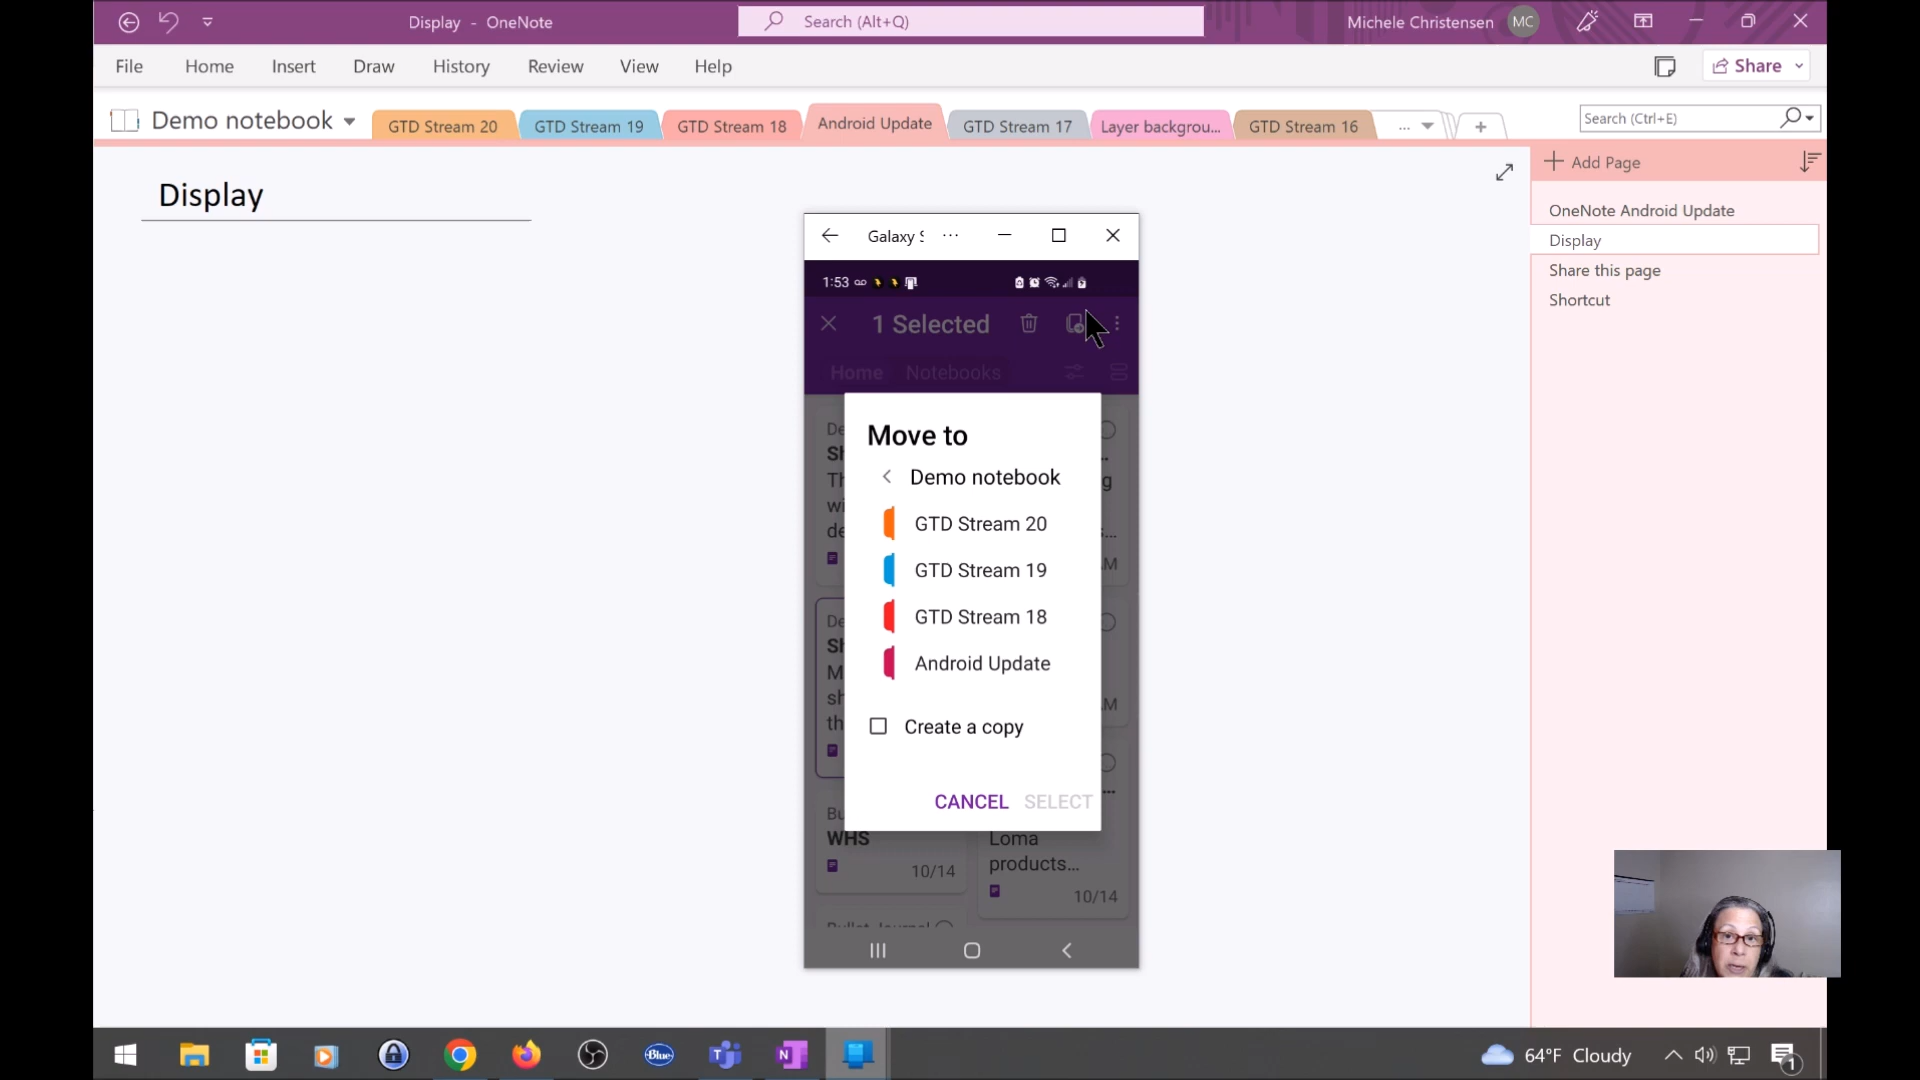 Display - OneNote
Search (Alt+Q)
Michele Christensen
MC
File Home Insert Draw History Review View Help
Share
Demo notebook
GTD Stream 20
GTD Stream 19
GTD Stream 18
Android Update
GTD Stream 17
Layer backgrou...
GTD Stream 16
...
Search (Ctrl+E)
Add Page
OneNote Android Update
Display
Share this page
Shortcut
Display
Galaxy
...
1:53
1 Selected
Home Notebooks
Move to
Demo notebook
GTD Stream 20
GTD Stream 19
GTD Stream 18
Android Update
Create a copy
CANCEL SELECT
WHS
10/14
Loma
products...
10/14
Blue
64°F Cloudy
1